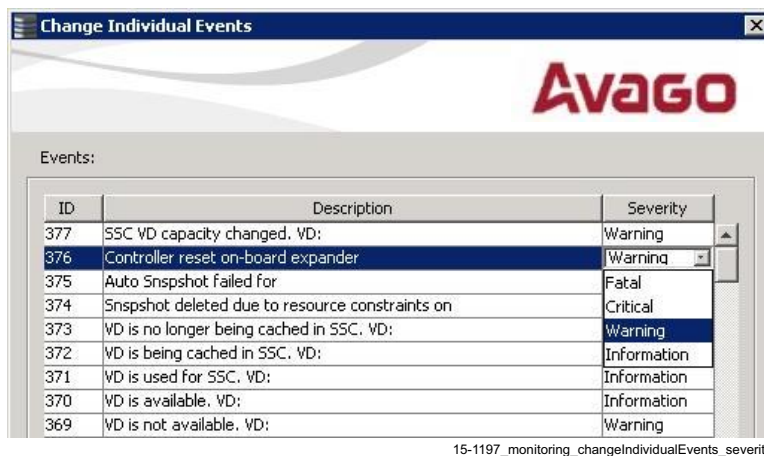 Change Individual Events
Avago
Events:
ID Description Severity
377 SSC VD capacity changed. VD: Warning
376 Controller reset on-board expander Warning
375 Auto Snspshot failed for Fatal
374 Snspshot deleted due to resource constraints on Critical
373 VD is no longer being cached in SSC. VD: Warning
372 VD is being cached in SSC. VD: Information
371 VD is used for SSC. VD: Information
370 VD is available. VD: Information
369 VD is not available. VD: Warning
15-1197_monitoring_changeIndividualEvents_severit